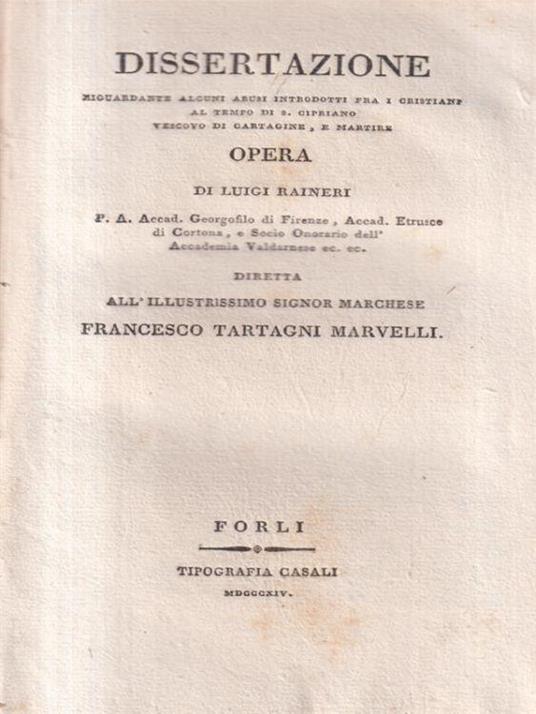 DISSERTAZIONE
RIGUARDANTE ALCUNI ABUSI INTRODOTTI FRA I CRISTIANI
AL TEMPO DI S. CIPRIANO
VESCOVO DI CARTAGINE, E MARTIRE
OPERA
DI LUIGI RAINERI
P. A. Accad. Georgofilo di Firenze, Accad. Etrusco
di Cortona, e Socio Onorario dell'
Accademia Valdarnese ec. ec.
DIRETTA
ALL'ILLUSTRISSIMO SIGNOR MARCHESE
FRANCESCO TARTAGNI MARVELLI.
FORLI
TIPOGRAFIA CASALI
MDCCCXIV.